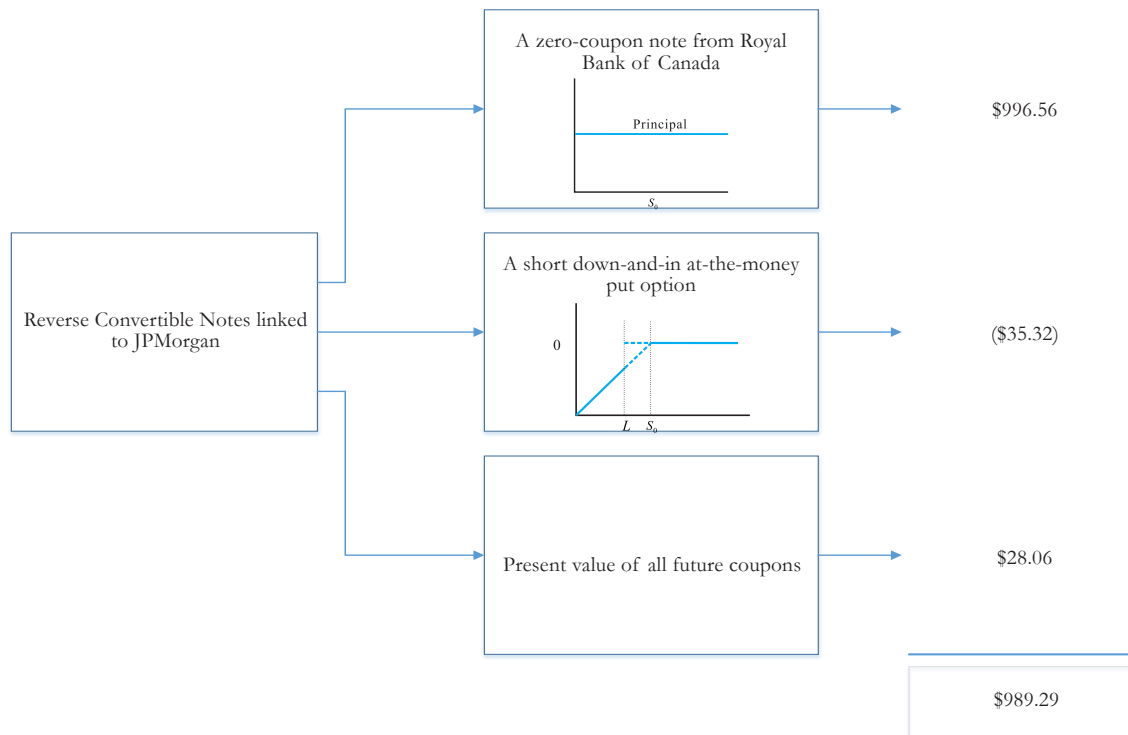 A zero-coupon note from Royal
Bank of Canada
Principal
S₀
$996.56
Reverse Convertible Notes linked
to JPMorgan
A short down-and-in at-the-money
put option
0
L S₀
($35.32)
Present value of all future coupons
$28.06
$989.29